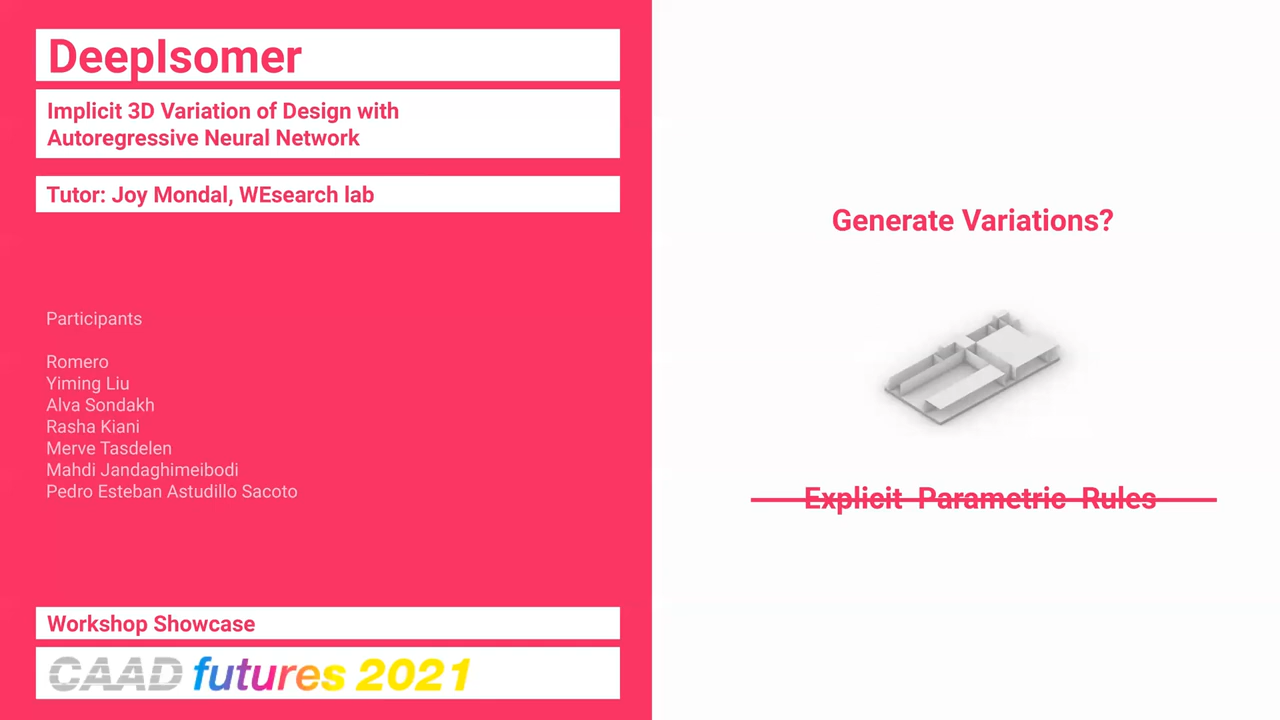 DeepIsomer
Implicit 3D Variation of Design with
Autoregressive Neural Network
Tutor: Joy Mondal, WEsearch lab
Participants
Romero
Yiming Liu
Alva Sondakh
Rasha Kiani
Merve Tasdelen
Mahdi Jandaghimeibodi
Pedro Esteban Astudillo Sacoto
Workshop Showcase
CAAD futures 2021
Generate Variations?
Explicit Parametric Rules